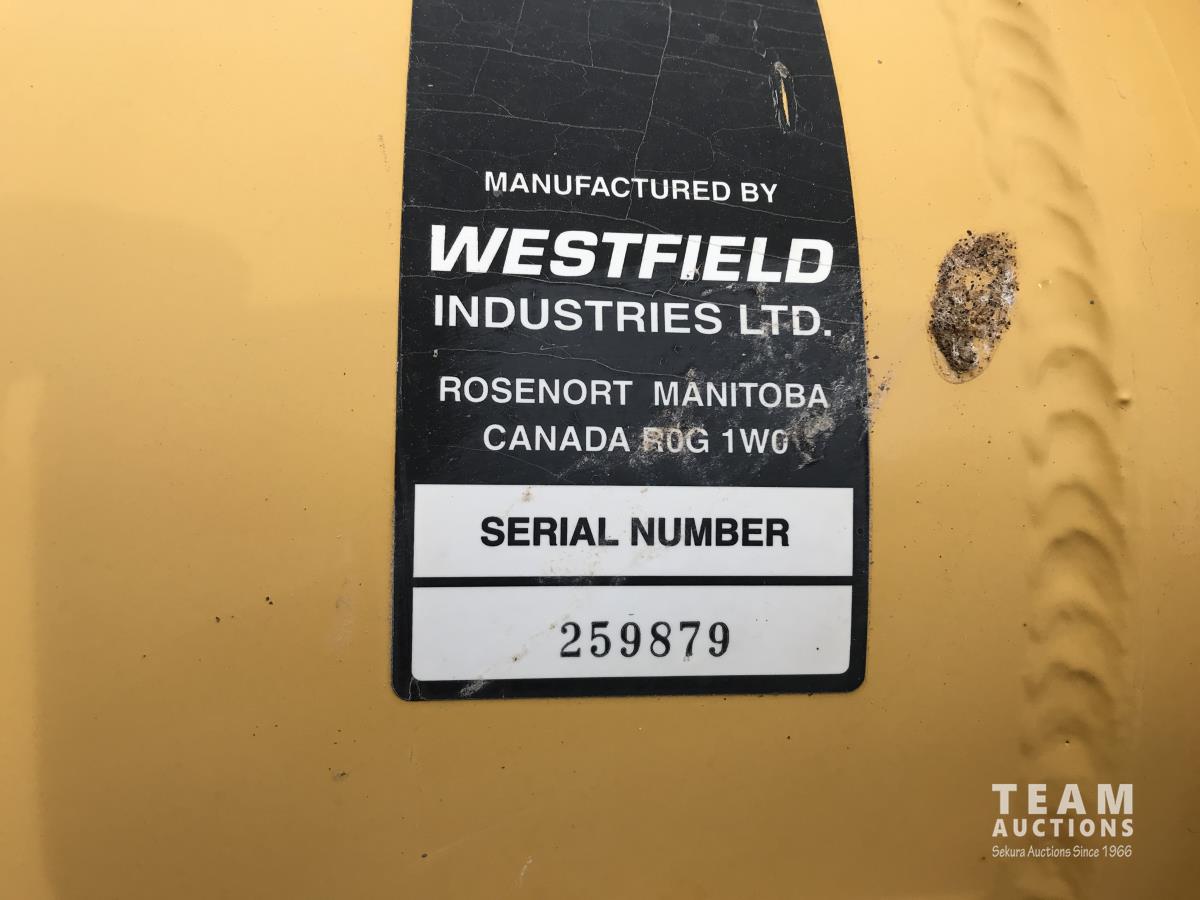 MANUFACTURED BY
WESTFIELD
INDUSTRIES LTD.
ROSENORT MANITOBA
CANADA R0G 1W0
SERIAL NUMBER
259879
TEAM
AUCTIONS
Sekura Auctions Since 1966